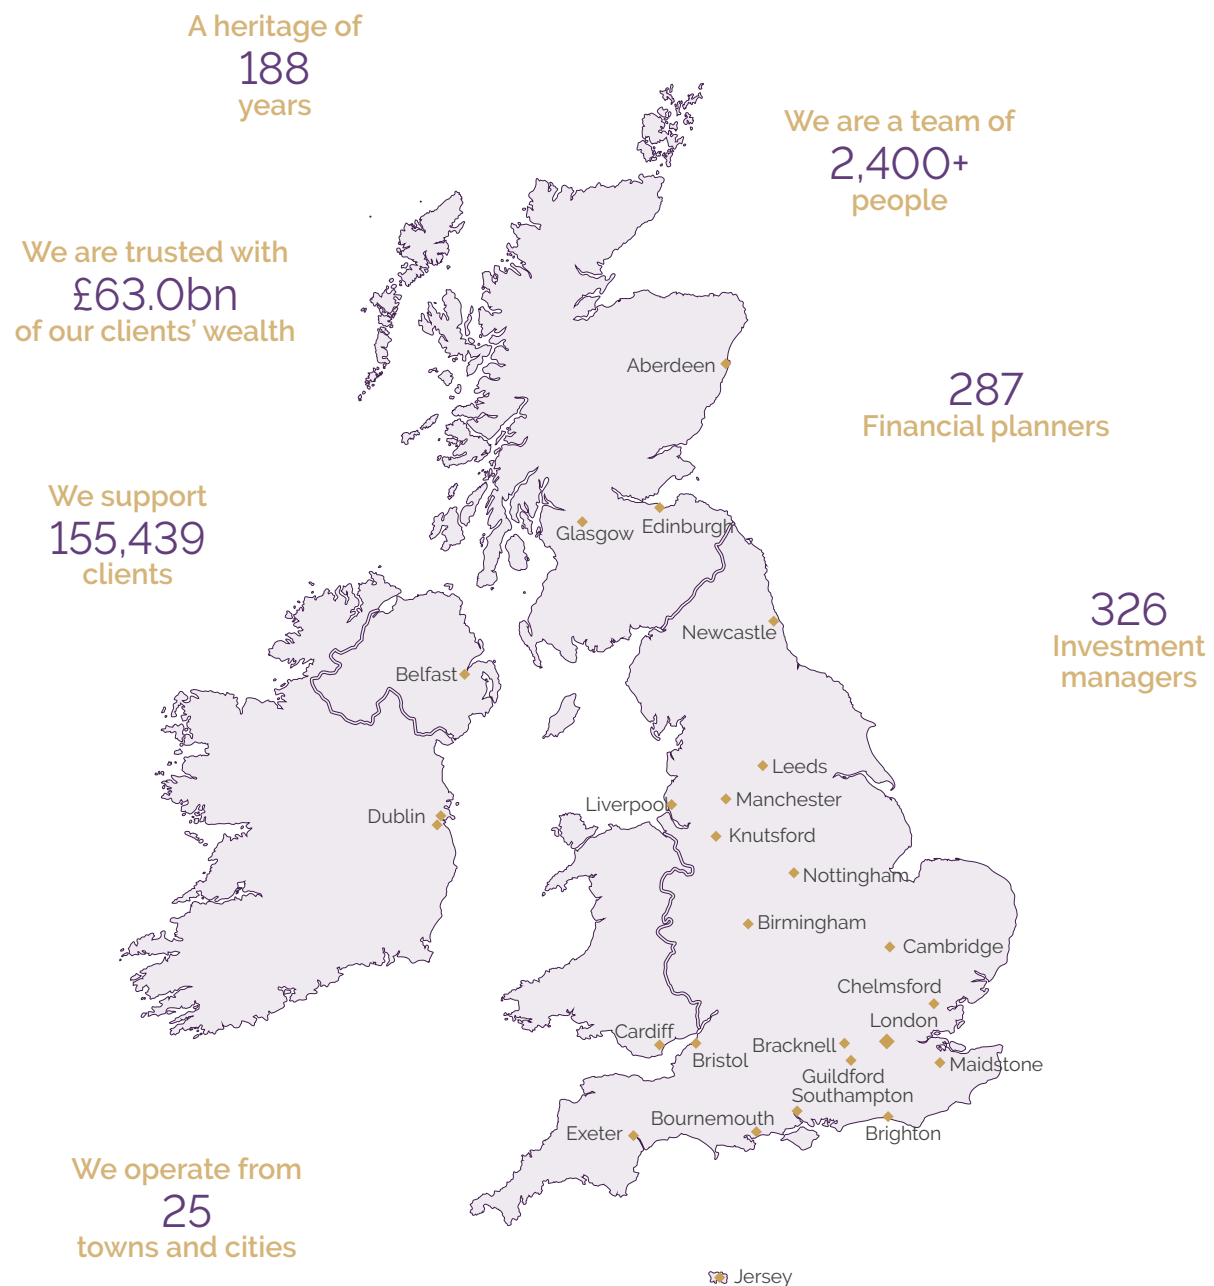 A heritage of
188
years
We are a team of
2,400+
people
We are trusted with
£63.0bn
of our clients’ wealth
Aberdeen
287
Financial planners
We support
155,439
clients
Glasgow
Edinburgh
326
Investment
managers
Newcastle
Belfast
Leeds
Manchester
Liverpool
Dublin
Knutsford
Nottingham
Birmingham
Cambridge
Chelmsford
London
Cardiff
Bristol
Bracknell
Maidstone
Guildford
Southampton
Bournemouth
Exeter
Brighton
We operate from
25
towns and cities
Jersey